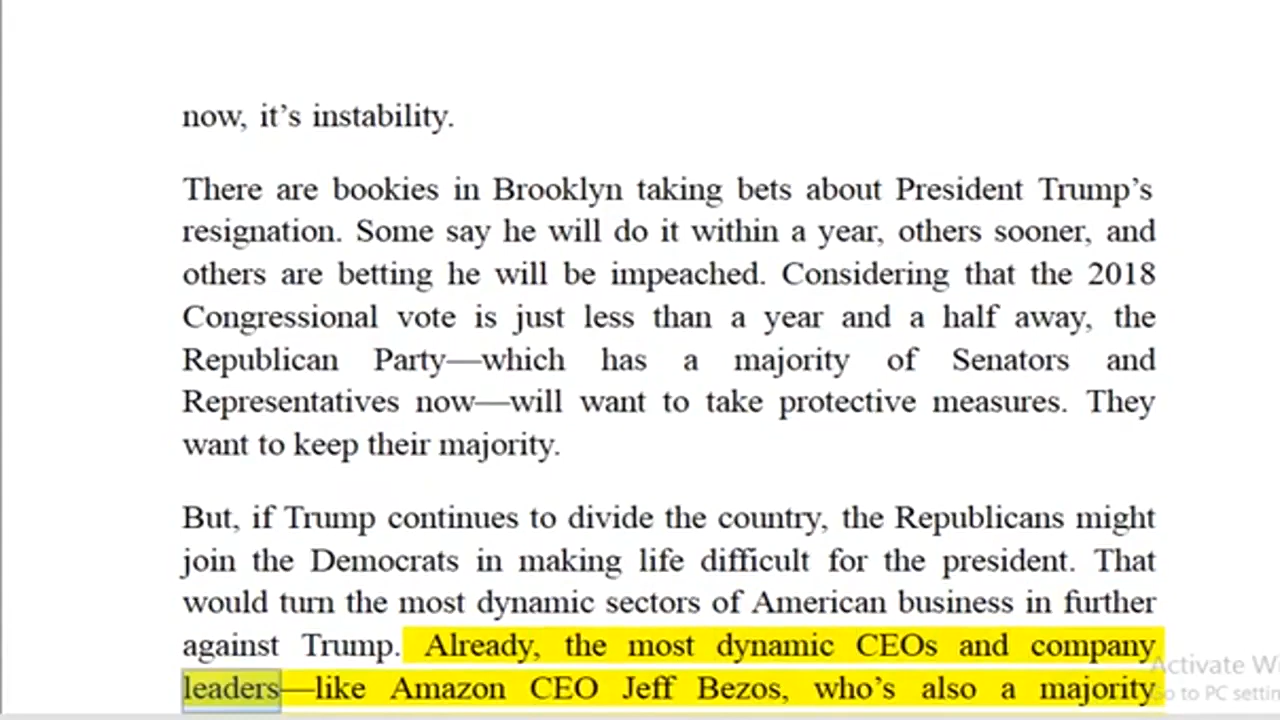 now, it’s instability.
There are bookies in Brooklyn taking bets about President Trump’s
resignation. Some say he will do it within a year, others sooner, and
others are betting he will be impeached. Considering that the 2018
Congressional vote is just less than a year and a half away, the
Republican Party—which has a majority of Senators and
Representatives now—will want to take protective measures. They
want to keep their majority.
But, if Trump continues to divide the country, the Republicans might
join the Democrats in making life difficult for the president. That
would turn the most dynamic sectors of American business in further
against Trump. Already, the most dynamic CEOs and company
leaders—like Amazon CEO Jeff Bezos, who’s also a majority
Activate Wi
Go to PC settin